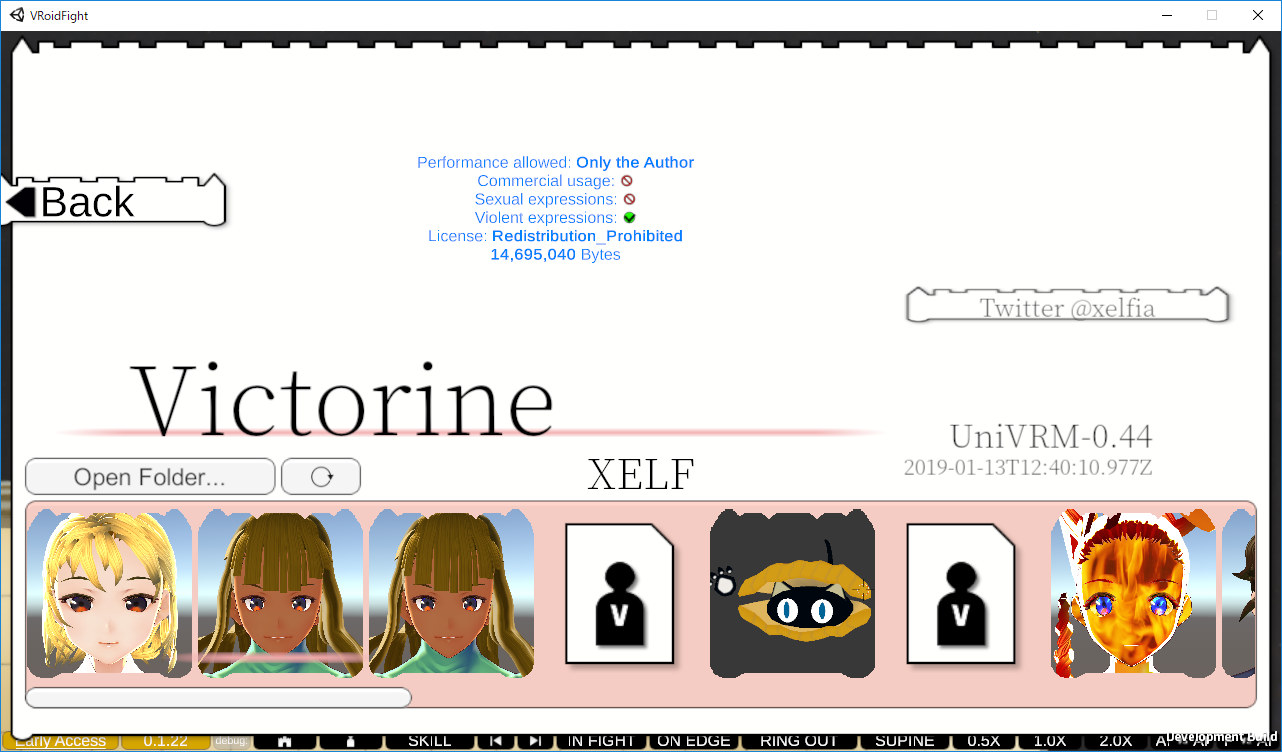 VRoidFight
Performance allowed: Only the Author
Commercial usage:
Back
Sexual expressions:
Violent expressions:
License: Redistribution_Prohibited
14,695,040 Bytes
Twitter @xelfia
Victorine
UniVRM-0.44
XELF
2019-01-13T12:40:10.977Z
Open Folder...
V
V
Early Access 0.1.22 debug: SKILL IN FIGHT ON EDGE RING OUT SUPINE 0.5X 1.0X 2.0X
Development Build